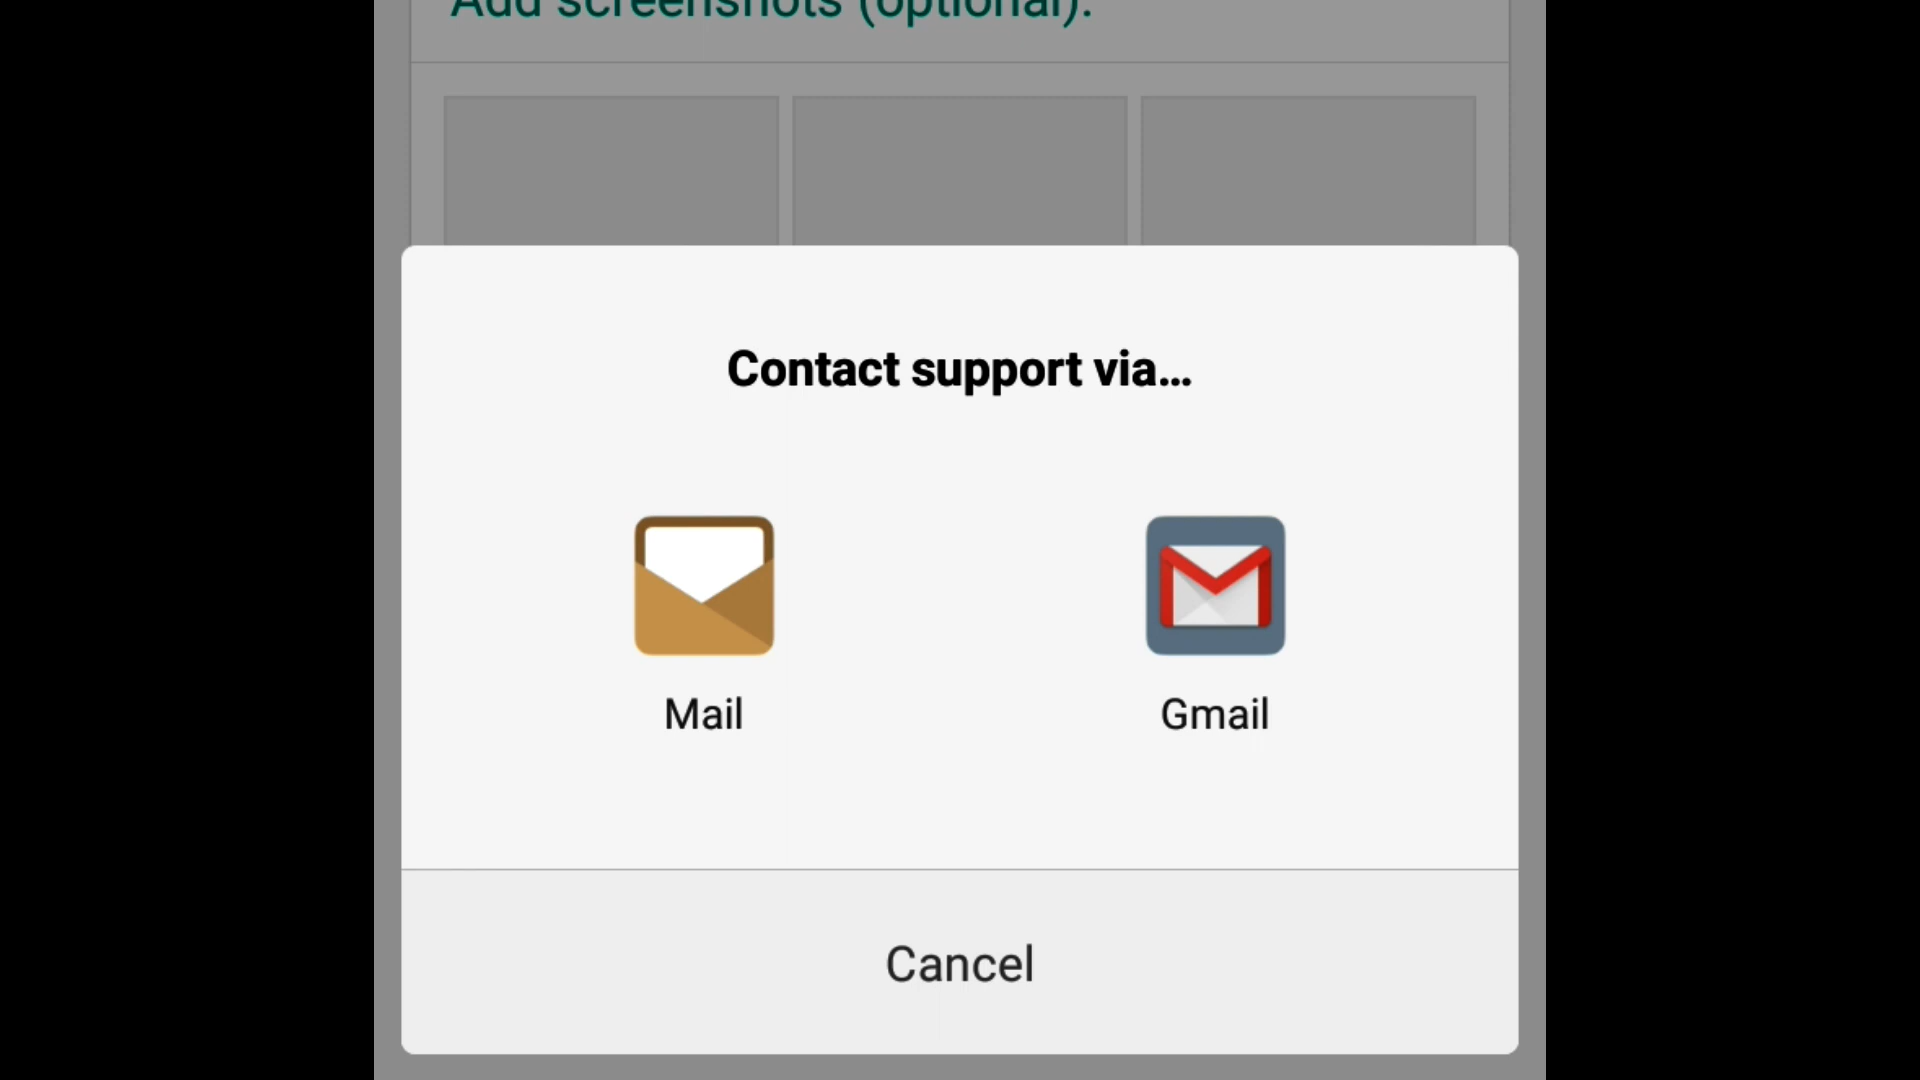 Add screenshots (optional):
Contact support via...
Mail
Gmail
Cancel